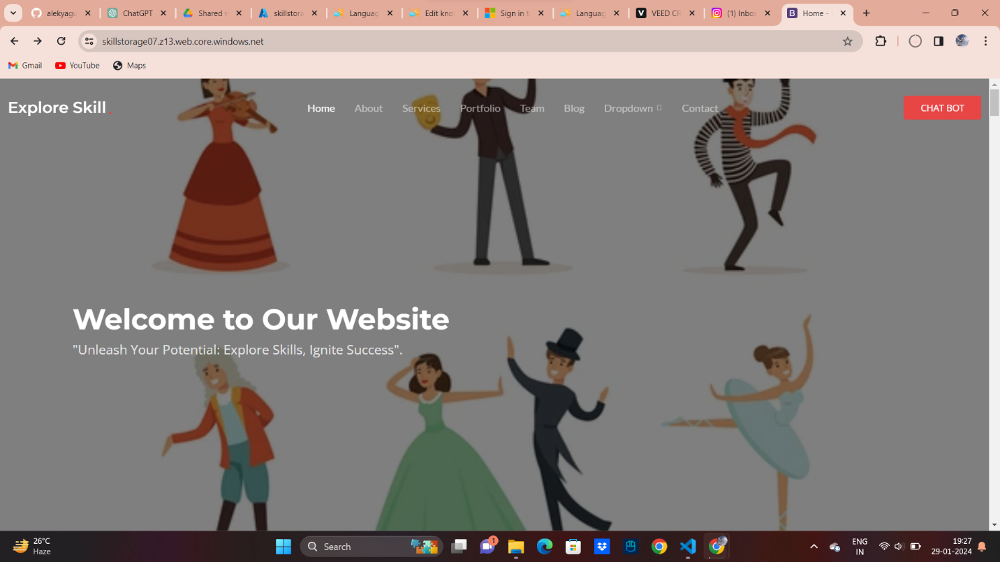 alekyagu
ChatGPT
Shared w
skillstora
Languag
Edit kno
Sign in t
Languag
VEED CR
(1) Inbox
Home -
skillstorage07.z13.web.core.windows.net
Gmail
YouTube
Maps
Explore Skill.
Home
About
Services
Portfolio
Team
Blog
Dropdown
Contact
CHAT BOT
Welcome to Our Website
"Unleash Your Potential: Explore Skills, Ignite Success".
26°C
Haze
Search
1
ENG
IN
19:27
29-01-2024